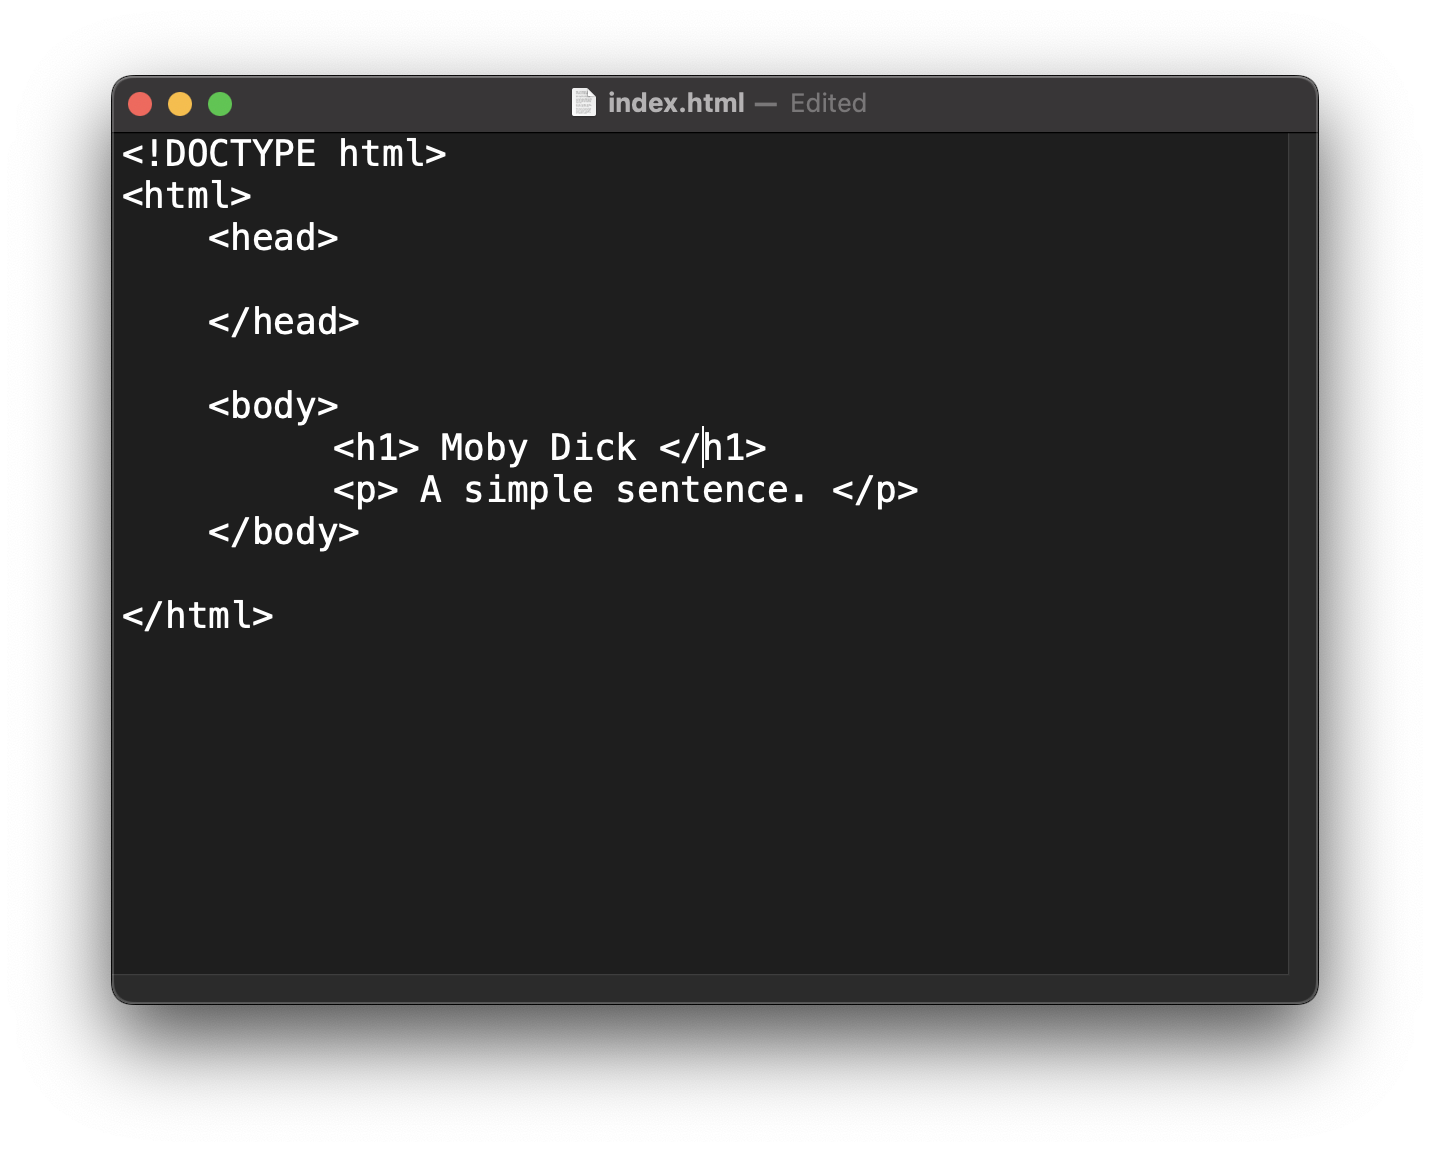 index.html — Edited
<!DOCTYPE html>
<html>
<head>
</head>
<body>
<h1> Moby Dick </h1>
<p> A simple sentence. </p>
</body>
</html>